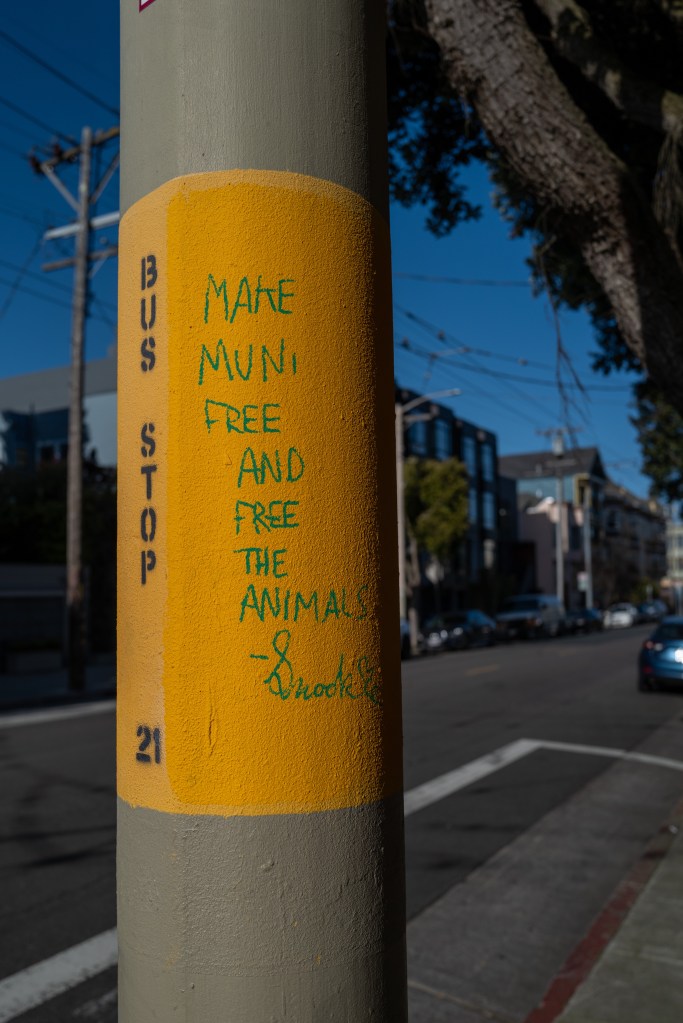 BUS STOP
21
MAKE
MUNI
FREE
AND
FREE
THE
ANIMALS